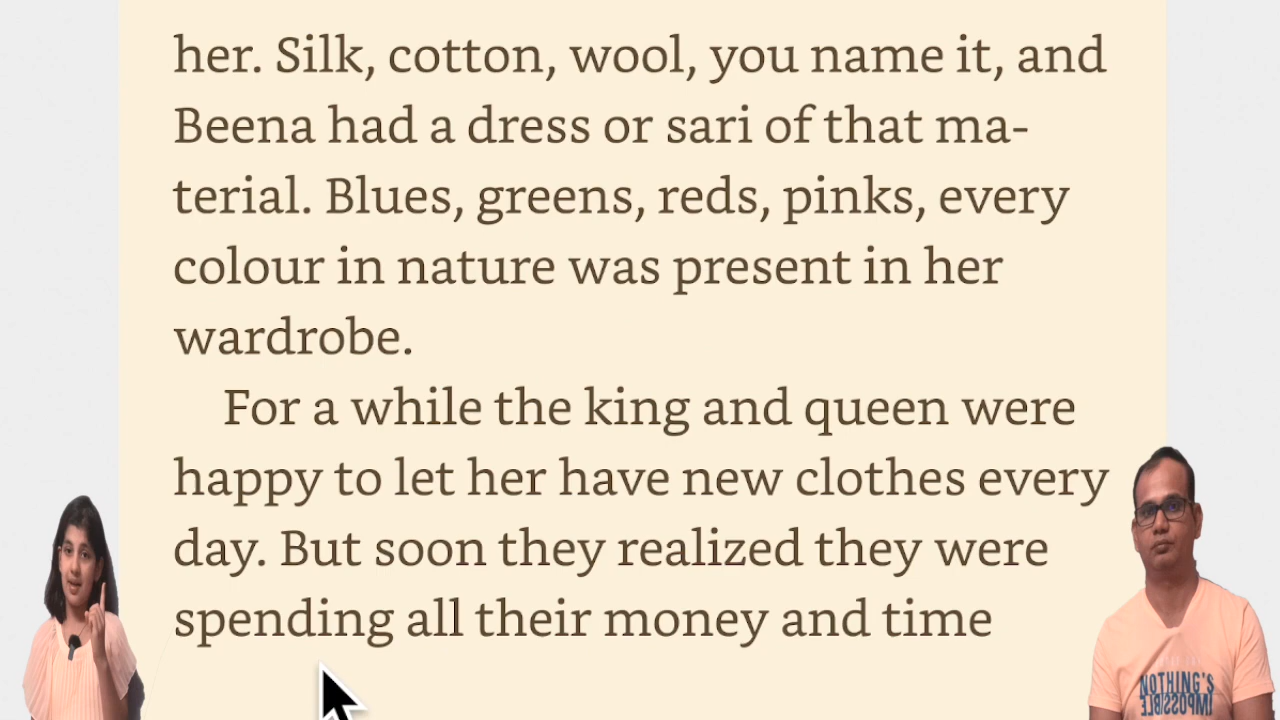 her. Silk, cotton, wool, you name it, and
Beena had a dress or sari of that ma-
terial. Blues, greens, reds, pinks, every
colour in nature was present in her
wardrobe.
For a while the king and queen were
happy to let her have new clothes every
day. But soon they realized they were
spending all their money and time
NOTHING'S
IMPOSSIBLE